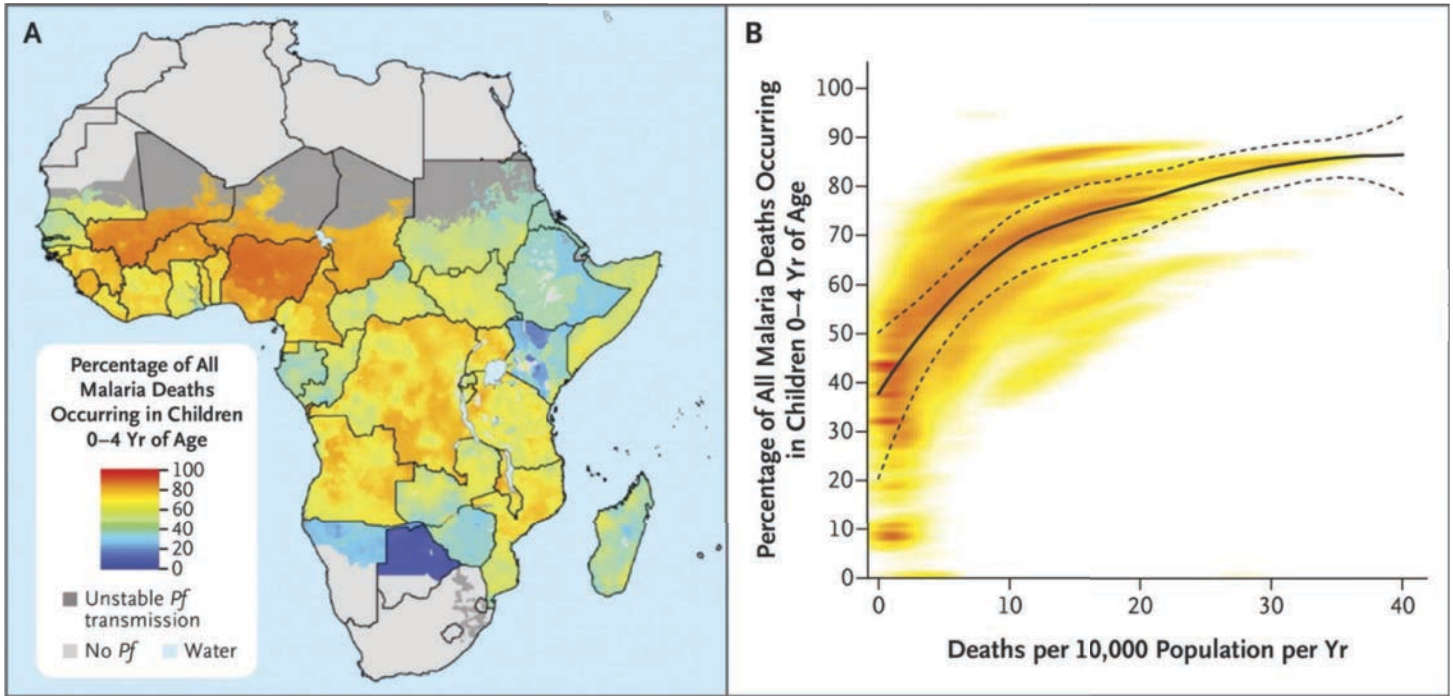 A
Percentage of All
Malaria Deaths
Occurring in Children
0–4 Yr of Age
100
80
60
40
20
0
Unstable Pf
transmission
No Pf
Water
B
Percentage of All Malaria Deaths Occurring
in Children 0–4 Yr of Age
100
90
80
70
60
50
40
30
20
10
0
0
10
20
30
40
Deaths per 10,000 Population per Yr